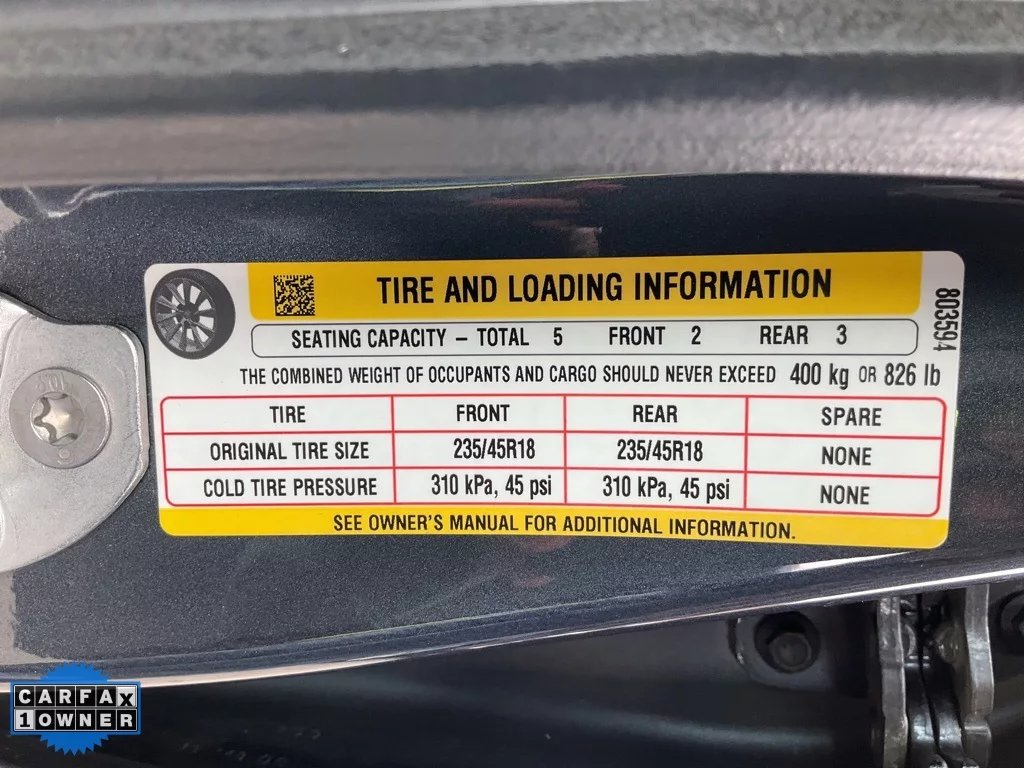 TIRE AND LOADING INFORMATION
803594
SEATING CAPACITY – TOTAL 5 FRONT 2 REAR 3
THE COMBINED WEIGHT OF OCCUPANTS AND CARGO SHOULD NEVER EXCEED 400 kg OR 826 lb
TIRE FRONT REAR SPARE
ORIGINAL TIRE SIZE 235/45R18 235/45R18 NONE
COLD TIRE PRESSURE 310 kPa, 45 psi 310 kPa, 45 psi NONE
SEE OWNER'S MANUAL FOR ADDITIONAL INFORMATION.
CARFAX
1 OWNER